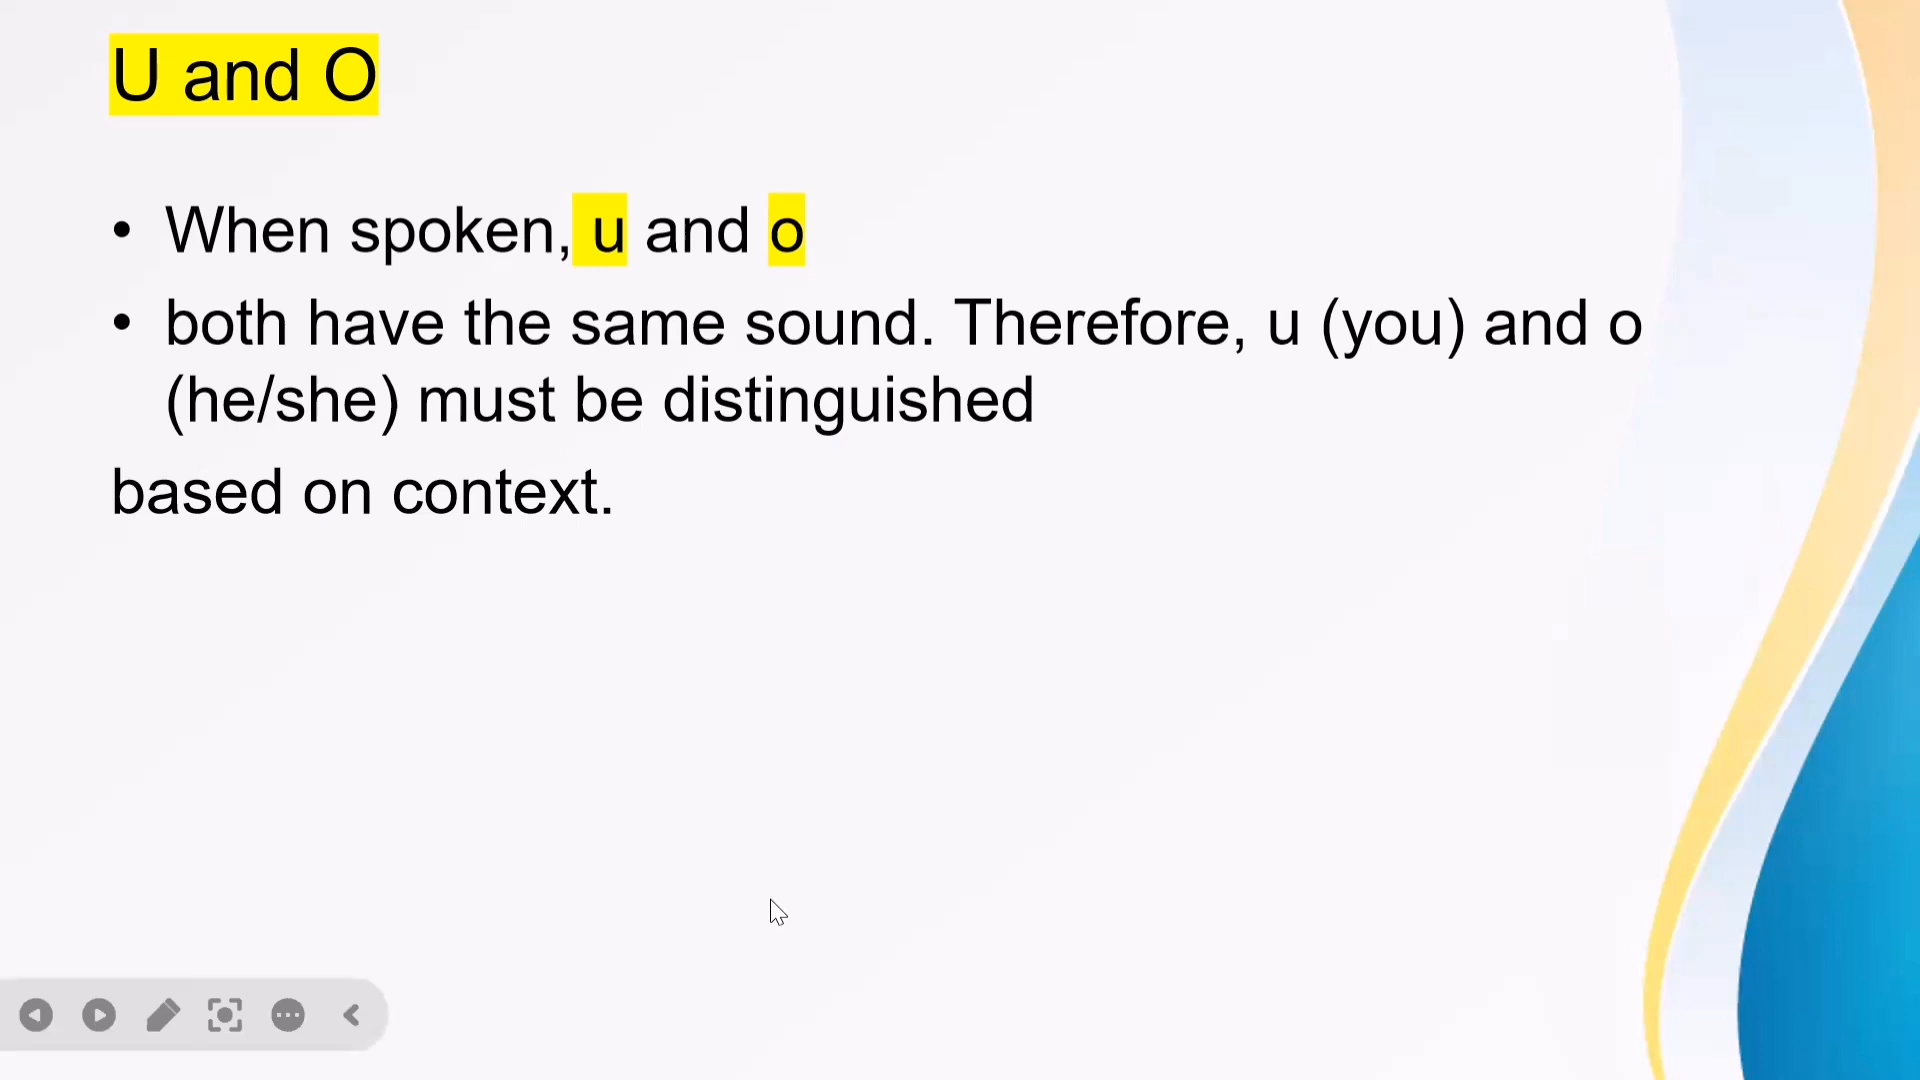 U and O
• When spoken, u and o
• both have the same sound. Therefore, u (you) and o
(he/she) must be distinguished
based on context.